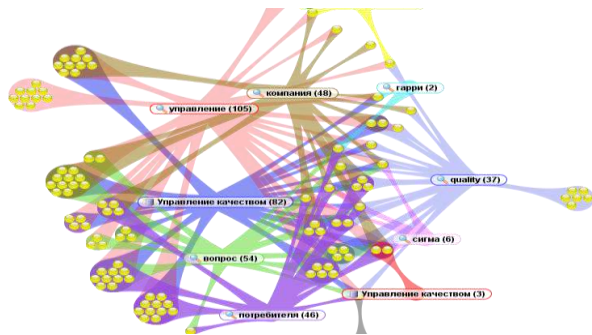 гарри (2)
компания (48)
управление (105)
quality (37)
Управление качеством (82)
сигма (6)
вопрос (54)
Управление качеством (3)
потребителя (46)